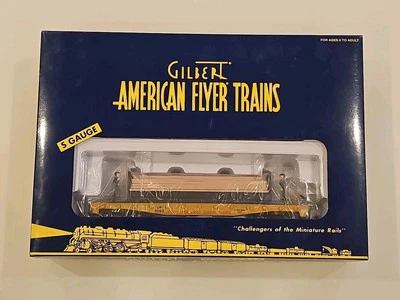 FOR AGES 8 TO ADULT
GILBERT
AMERICAN FLYER TRAINS
S GAUGE
"Challengers of the Miniature Rails"